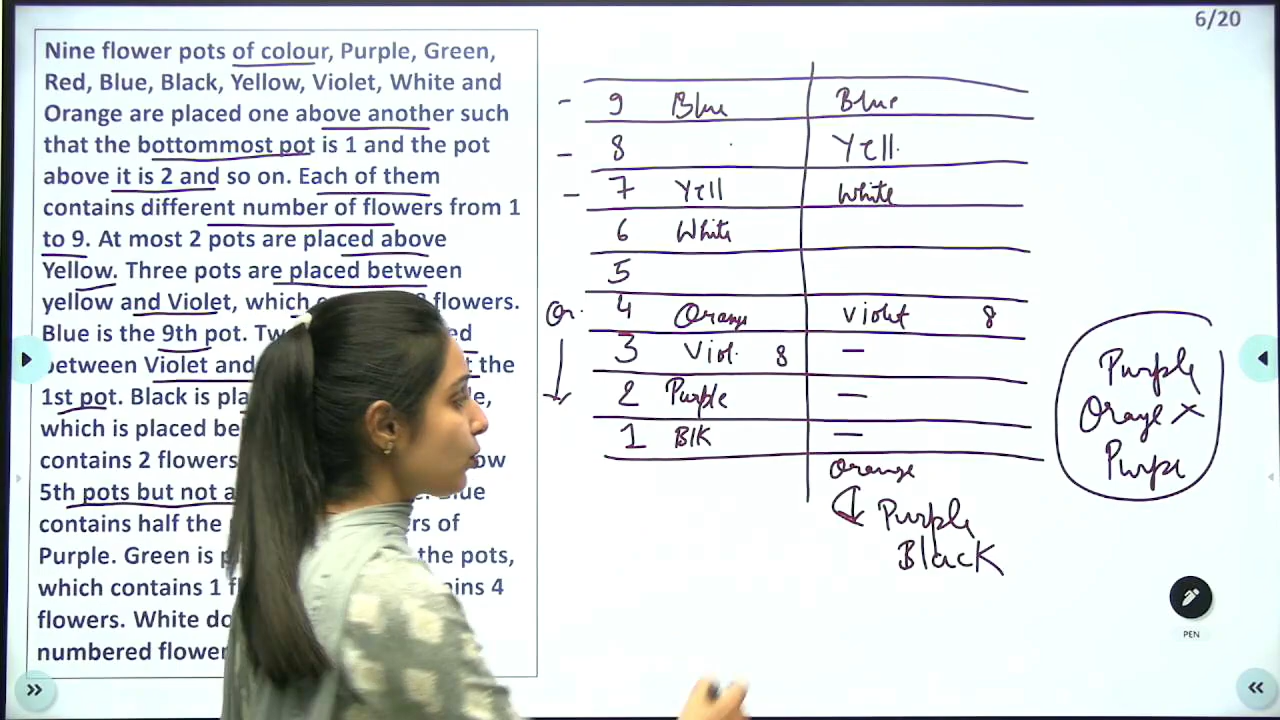 6/20
Nine flower pots of colour, Purple, Green,
Red, Blue, Black, Yellow, Violet, White and
Orange are placed one above another such
that the bottommost pot is 1 and the pot
above it is 2 and so on. Each of them
contains different number of flowers from 1
to 9. At most 2 pots are placed above
Yellow. Three pots are placed between
yellow and Violet, which 8 flowers.
Blue is the 9th pot.
between Violet and the
1st pot. Black is
which is placed
contains 2 flowers
5th pots but not
contains half the of
Purple. Green is the pots,
which contains 1 4
flowers. White
numbered
9 Blue Blue
8 Yell.
7 Yell White
6 White
5
Or. 4 Orange Violet 8
3 Viol. 8 —
2 Purple —
1 BlK —
Orange
Purple
Black
Purple
Orange ×
Purple
PEN